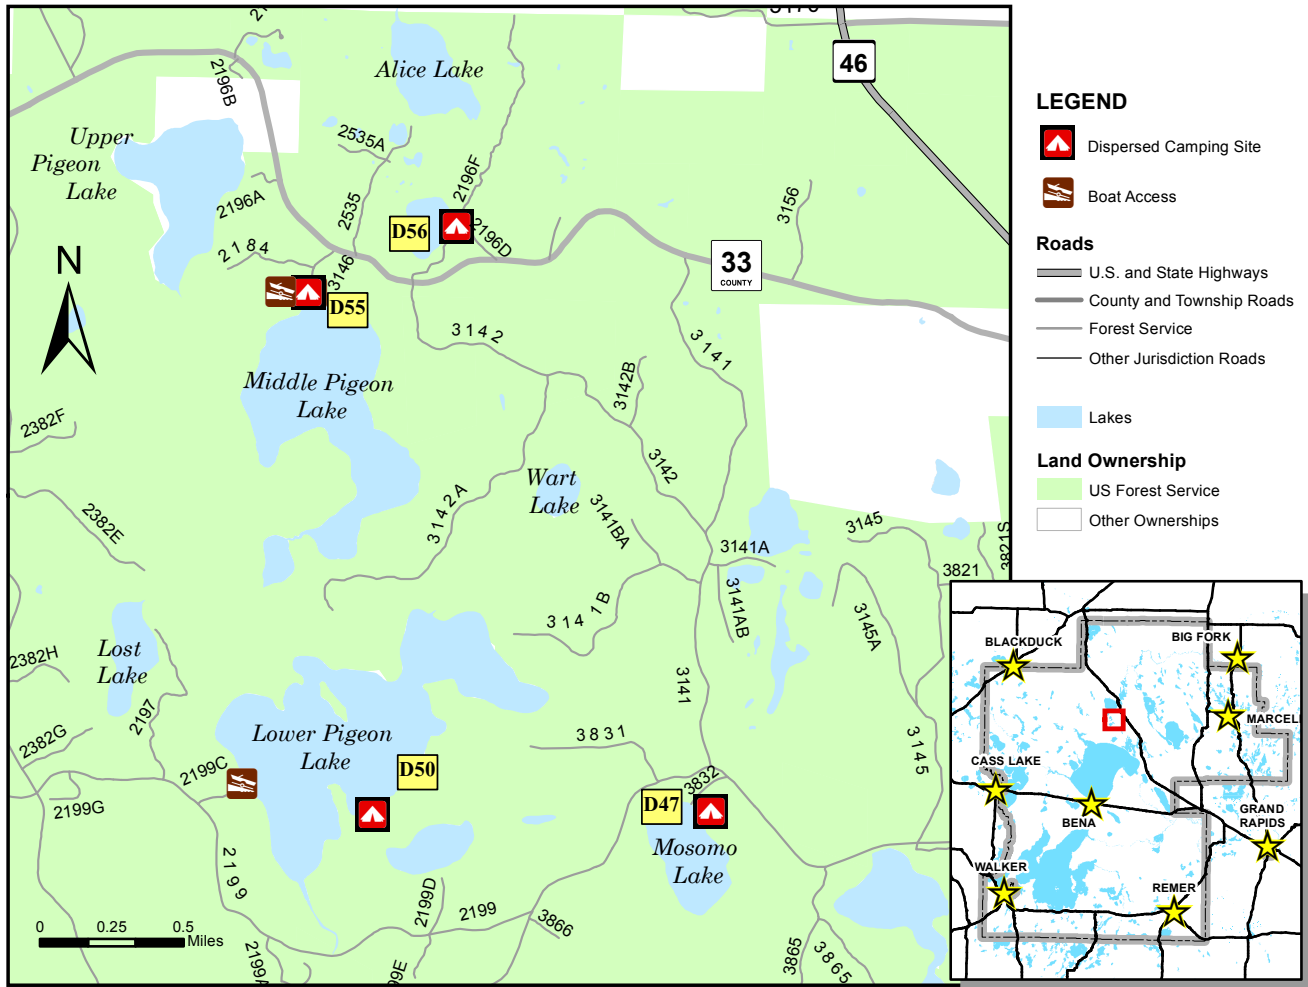 3170
46
Alice Lake
2196B
2535A
Upper
Pigeon
Lake
2196F
2196A
2535
3156
D56
2196D
2184
N
3146
33
COUNTY
D55
3142
3141
Middle Pigeon
Lake
3142B
2382F
3142
Wart
Lake
3142A
3141BA
2382E
3145
3821S
3141A
3821
3141AB
3141B
3145A
Lost
Lake
2382H
3141
2197
2382G
Lower Pigeon
Lake
3831
3145
2199C
D50
3832
2199G
D47
Mosomo
Lake
2199
2199D
2199
3866
0 0.25 0.5
Miles
2199A
99E
3865
3865
LEGEND
Dispersed Camping Site
Boat Access
Roads
U.S. and State Highways
County and Township Roads
Forest Service
Other Jurisdiction Roads
Lakes
Land Ownership
US Forest Service
Other Ownerships
BLACKDUCK
BIG FORK
MARCELL
CASS LAKE
BENA
GRAND
RAPIDS
WALKER
REMER